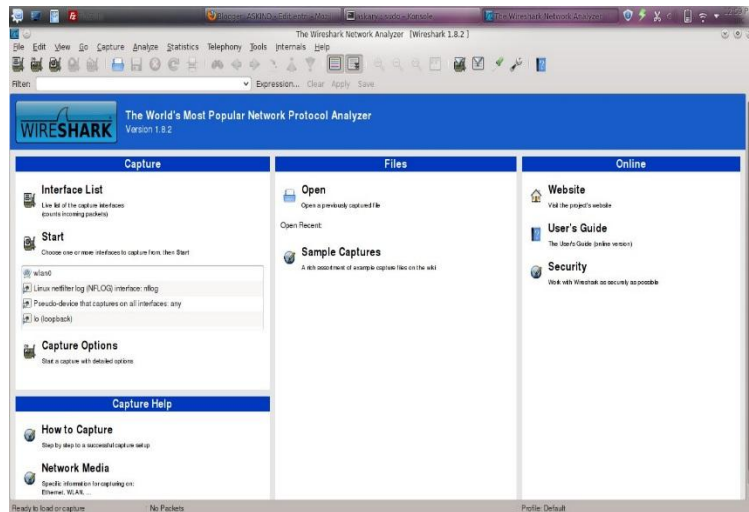 The Wireshark Network Analyzer
The Wireshark Network Analyzer [Wireshark 1.8.2 ]
File Edit View Go Capture Analyze Statistics Telephony Tools Internals Help
Filter: Expression... Clear Apply Save
WIRESHARK
The World's Most Popular Network Protocol Analyzer
Version 1.8.2
Capture
Interface List
Live list of the capture interfaces
(counts incoming packets)
Start
Choose one or more interfaces to capture from, then Start
wlan0
Linux netfilter log (NFLOG) interface: nflog
Pseudo-device that captures on all interfaces: any
lo (loopback)
Capture Options
Start a capture with detailed options
Capture Help
How to Capture
Step by step to a successful capture setup
Network Media
Specific information for capturing on:
Ethernet, WLAN, ...
Files
Open
Open a previously captured file
Open Recent:
Sample Captures
A rich assortment of example capture files on the wiki
Online
Website
Visit the project's website
User's Guide
The User's Guide (online version)
Security
Work with Wireshark as securely as possible
Ready to load or capture
No Packets
Profile: Default